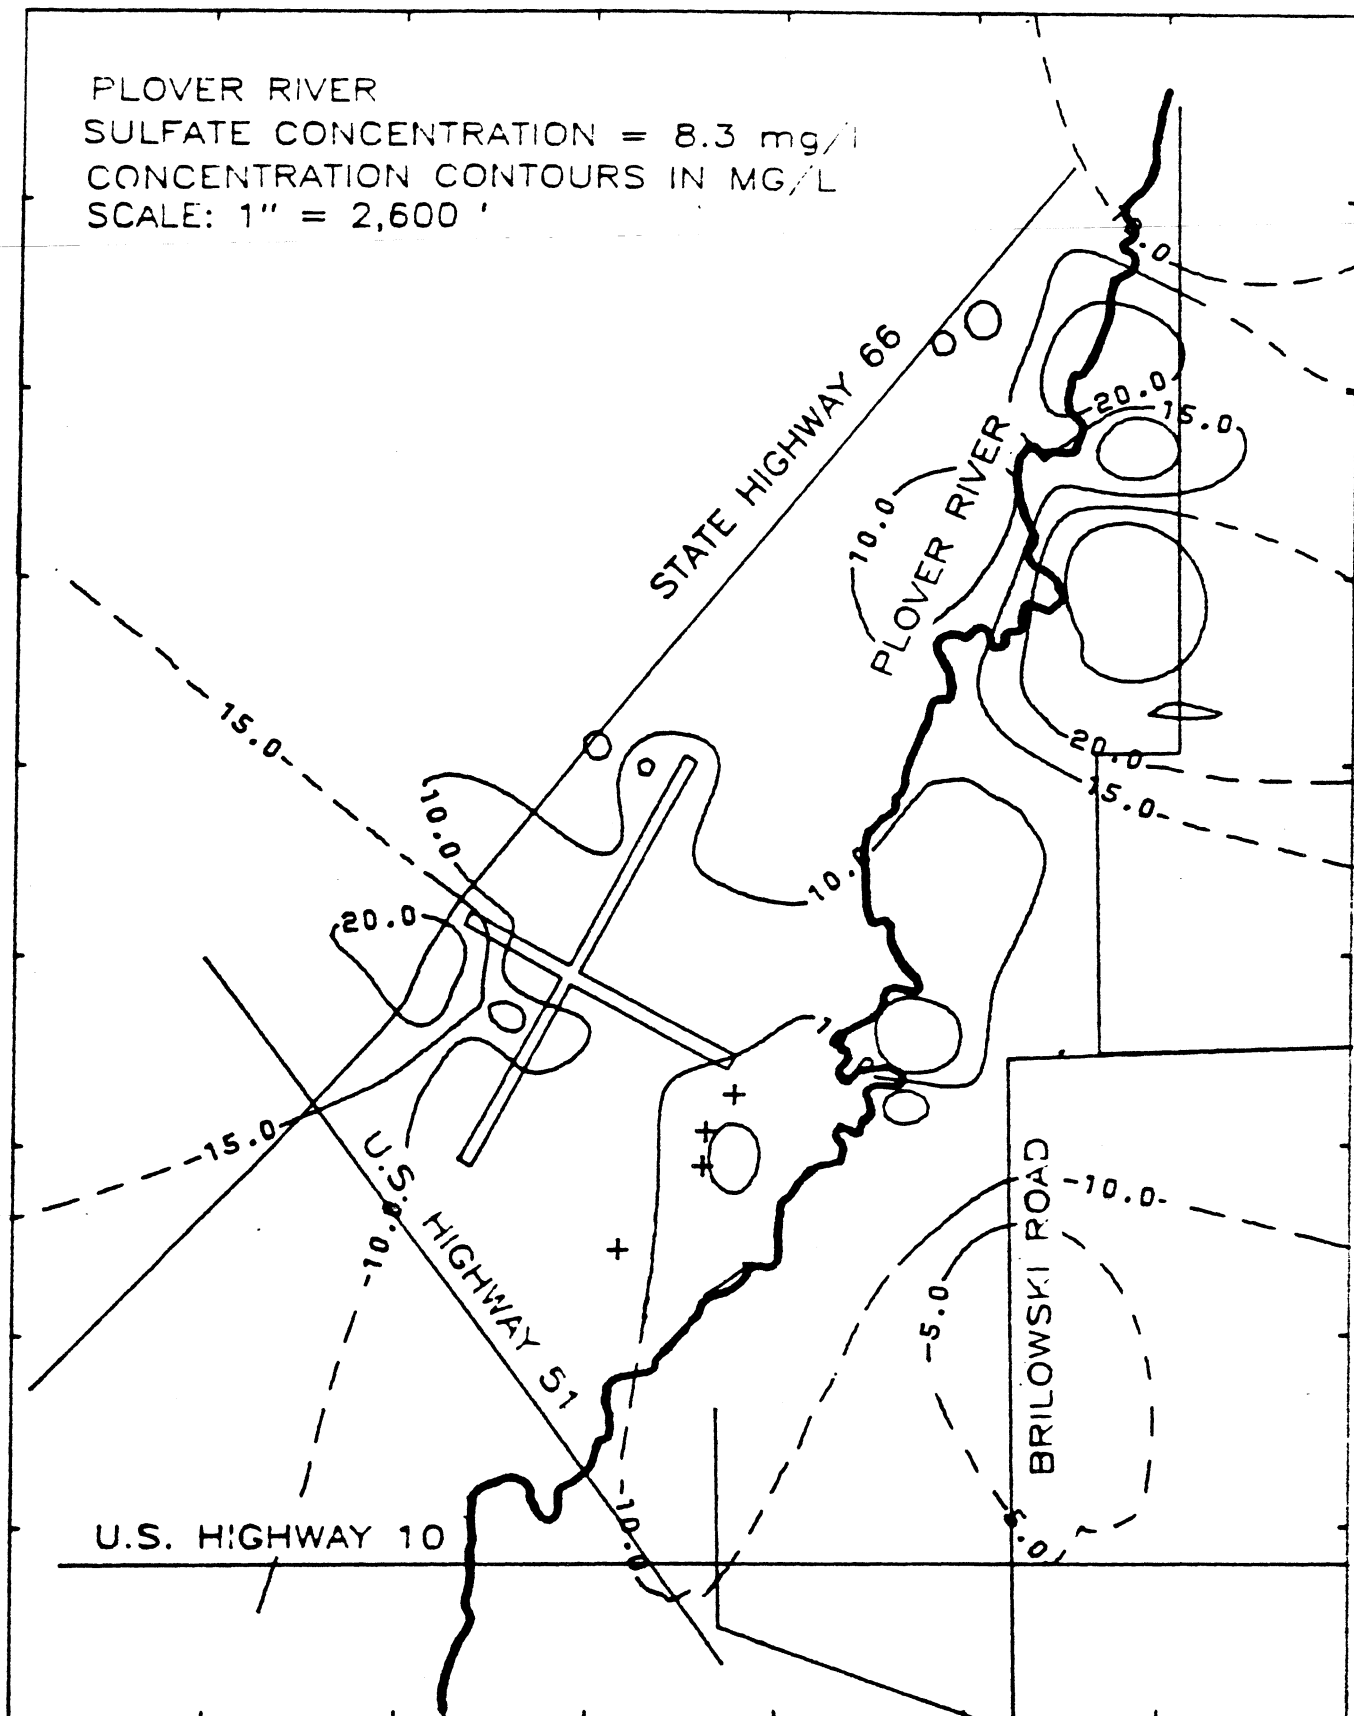 PLOVER RIVER
SULFATE CONCENTRATION = 8.3 mg/l
CONCENTRATION CONTOURS IN MG/L
SCALE: 1" = 2,600 '
.0
STATE HIGHWAY 66
20.0
15.0
PLOVER RIVER
10.0
15.0
20.0
15.0
10.0
10.
20.0
1
15.0
U.S. HIGHWAY 51
10.
10.0
BRILOWSKI ROAD
5.0
10.0
5.0
U.S. HIGHWAY 10